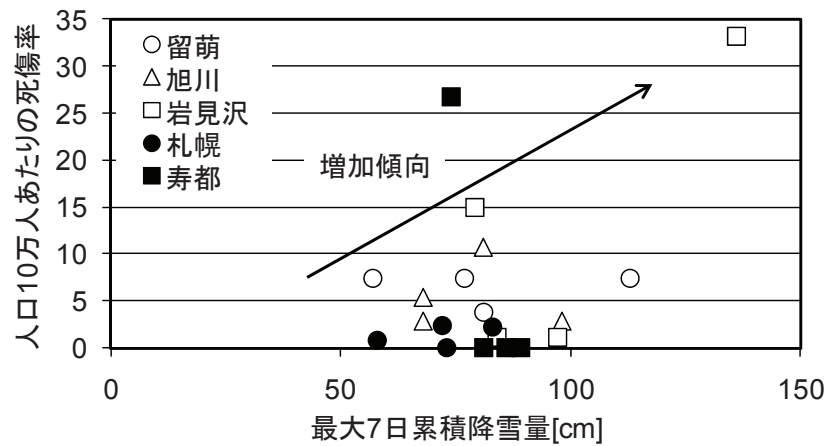 人口10万人あたりの死傷率
35
30
25
20
15
10
5
0
留萌
旭川
岩見沢
札幌
寿都
増加傾向
0 50 100 150
最大7日累積降雪量[cm]